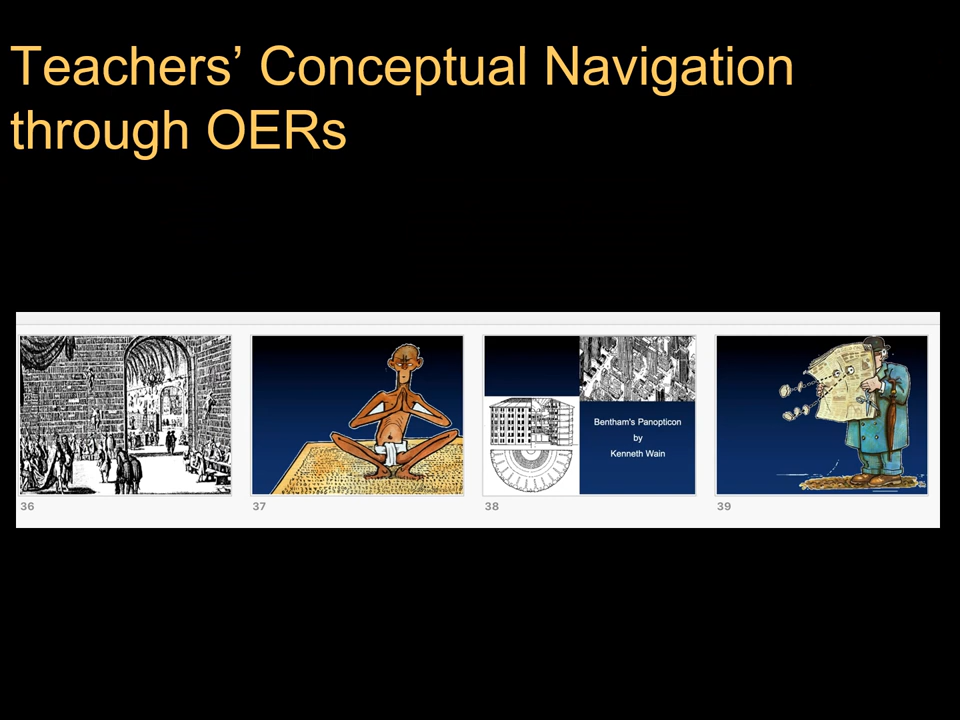 Teachers’ Conceptual Navigation
through OERs
Bentham's Panopticon
by
Kenneth Wain
36
37
38
39